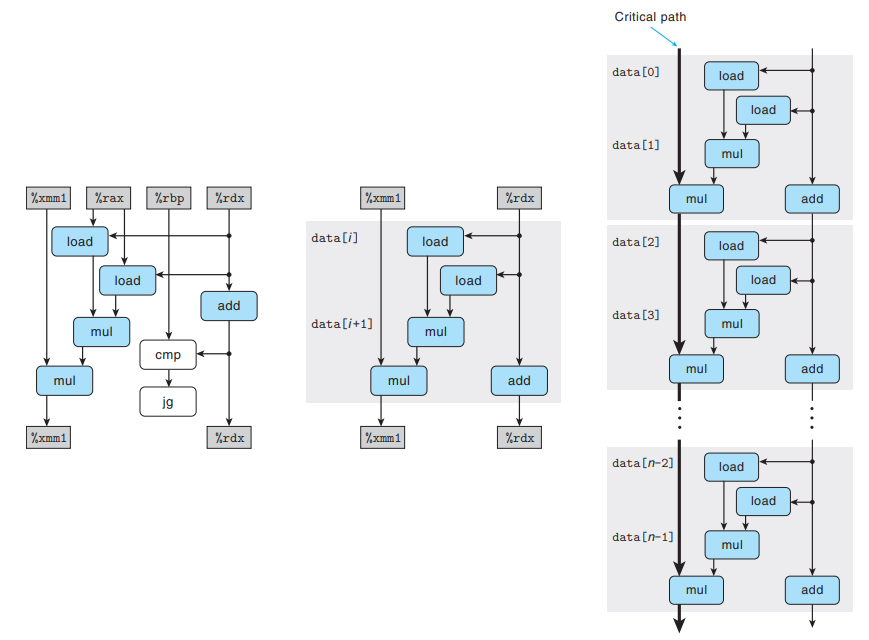 Critical path
%xmm1 %rax %rbp %rdx
load
load
add
mul
cmp
mul
jg
%xmm1 %rdx
%xmm1 %rdx
data[i]
load
load
data[i+1]
mul
mul add
%xmm1 %rdx
data[0]
load
load
data[1]
mul
mul add
data[2]
load
load
data[3]
mul
mul add
data[n-2]
load
load
data[n-1]
mul
mul add